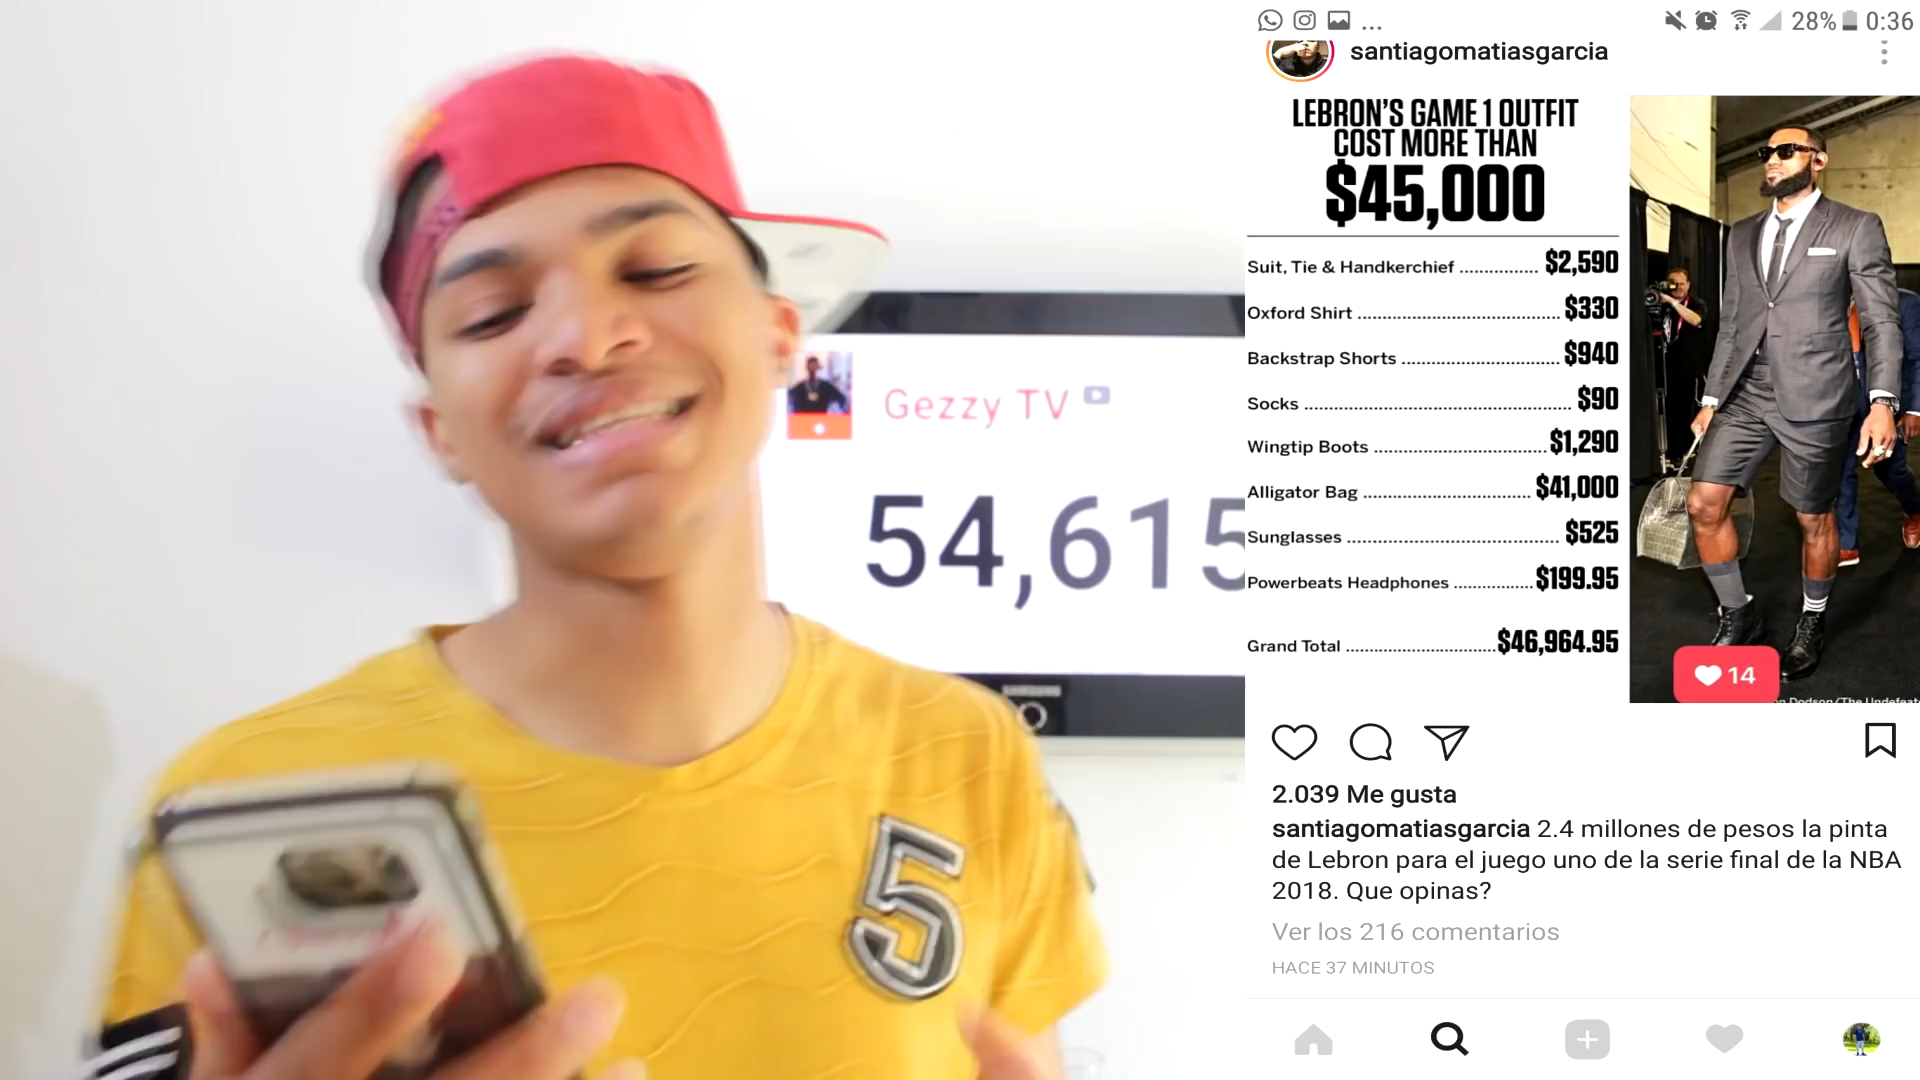 Gezzy TV
54,615
SAMSUNG
5
... 28% 0:36
santiagomatiasgarcia
LEBRON'S GAME 1 OUTFIT
COST MORE THAN
$45,000
Suit, Tie & Handkerchief ............... $2,590
Oxford Shirt ....................................... $330
Backstrap Shorts .............................. $940
Socks .................................................... $90
Wingtip Boots ................................. $1,290
Alligator Bag ................................ $41,000
Sunglasses ......................................... $525
Powerbeats Headphones ............... $199.95
Grand Total ............................. $46,964.95
14
Dodson/The Undefeat
2.039 Me gusta
santiagomatiasgarcia 2.4 millones de pesos la pinta
de Lebron para el juego uno de la serie final de la NBA
2018. Que opinas?
Ver los 216 comentarios
HACE 37 MINUTOS